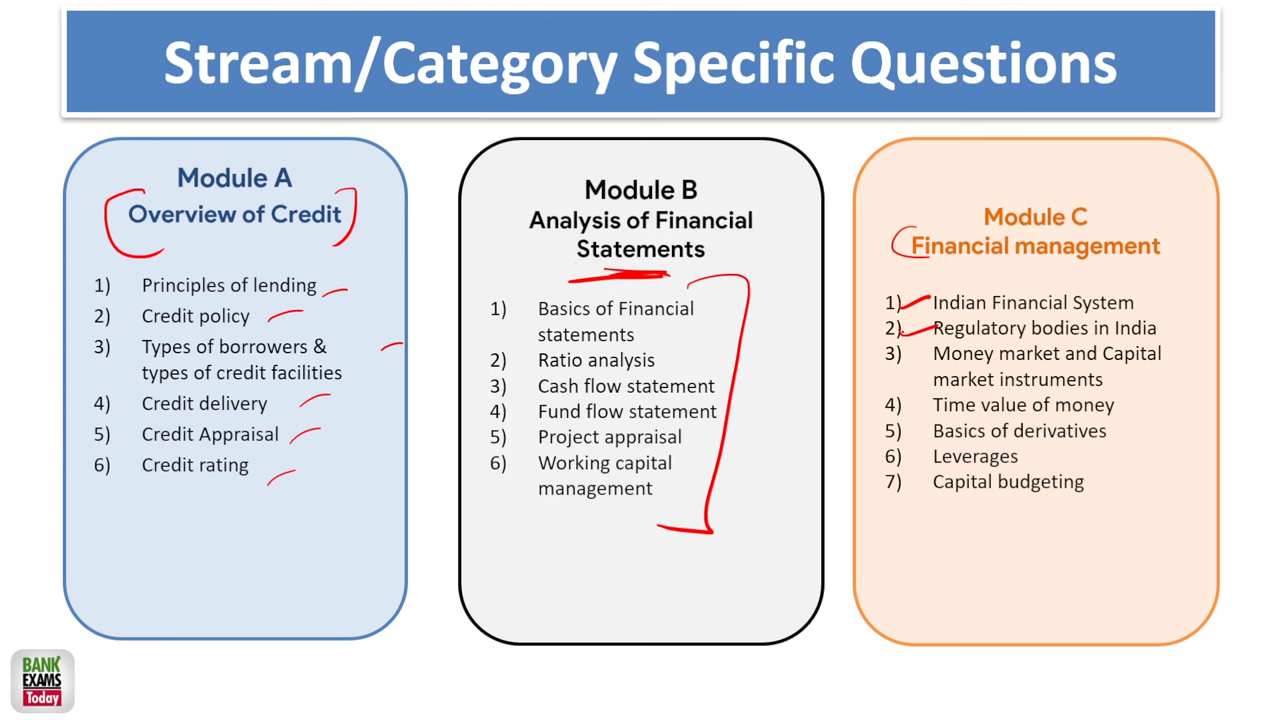 Stream/Category Specific Questions
Module A
Overview of Credit
1) Principles of lending
2) Credit policy
3) Types of borrowers &
types of credit facilities
4) Credit delivery
5) Credit Appraisal
6) Credit rating
Module B
Analysis of Financial
Statements
1) Basics of Financial
statements
2) Ratio analysis
3) Cash flow statement
4) Fund flow statement
5) Project appraisal
6) Working capital
management
Module C
Financial management
1) Indian Financial System
2) Regulatory bodies in India
3) Money market and Capital
market instruments
4) Time value of money
5) Basics of derivatives
6) Leverages
7) Capital budgeting
BANK
EXAMS
Today